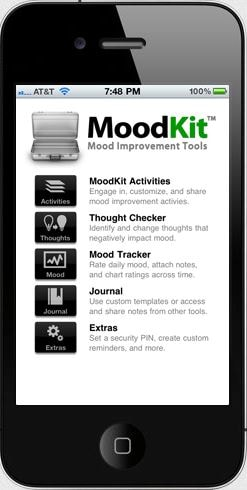 AT&T 7:48 PM 100%
MoodKit™
Mood Improvement Tools
Activities
MoodKit Activities
Engage in, customize, and share
mood improvement activies.
Thoughts
Thought Checker
Identify and change thoughts that
negatively impact mood.
Mood
Mood Tracker
Rate daily mood, attach notes,
and chart ratings across time.
Journal
Journal
Use custom templates or access
and share notes from other tools.
Extras
Extras
Set a security PIN, create custom
reminders, and more.